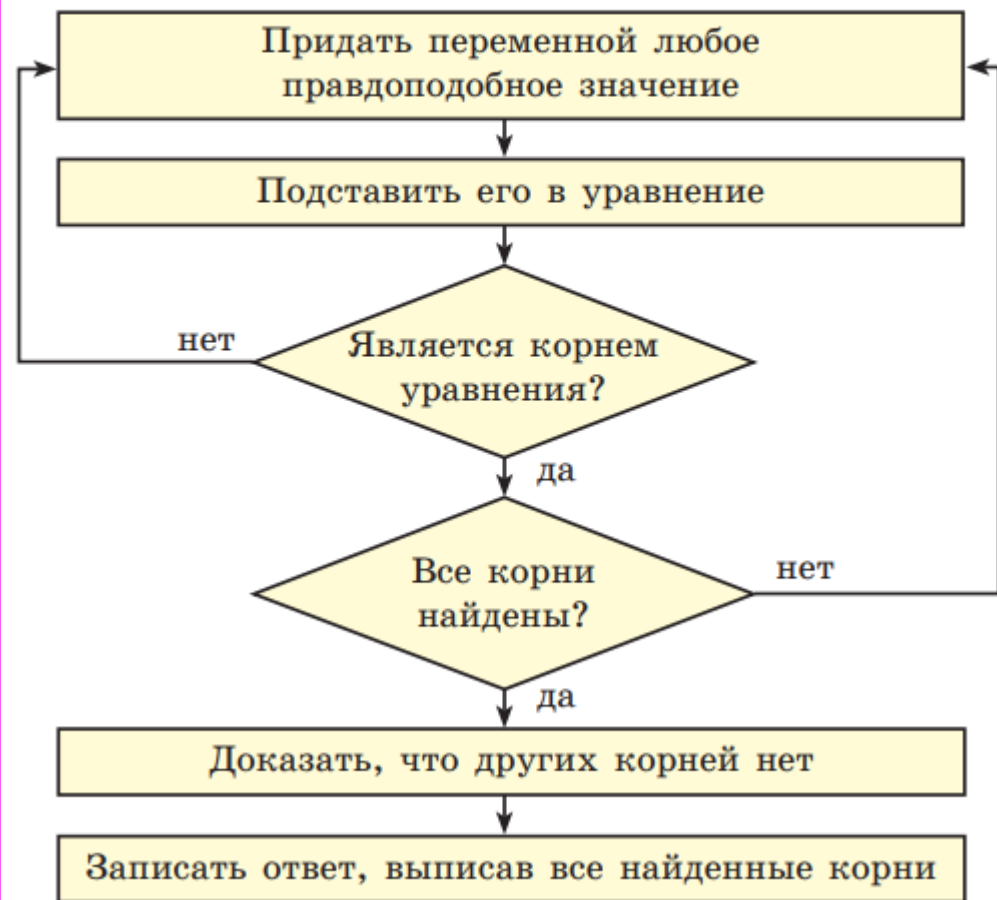 Придать переменной любое
правдоподобное значение
Подставить его в уравнение
нет
Является корнем
уравнения?
да
Все корни
найдены?
нет
да
Доказать, что других корней нет
Записать ответ, выписав все найденные корни